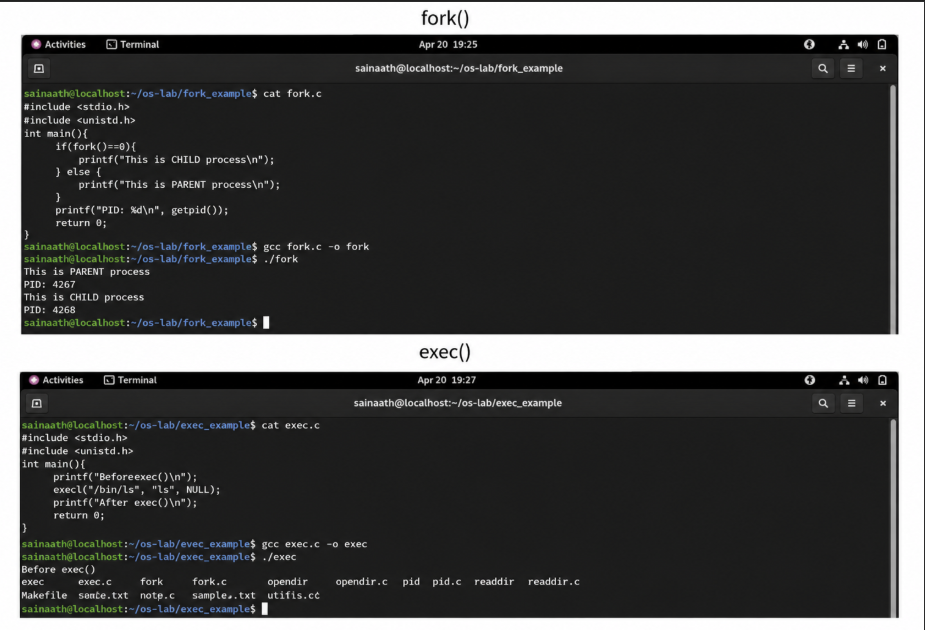 fork()
Activities Terminal Apr 20 19:25
sainaath@localhost:~/os-lab/fork_example
sainaath@localhost:~/os-lab/fork_example$ cat fork.c
#include <stdio.h>
#include <unistd.h>
int main(){
if(fork()==0){
printf("This is CHILD process\n");
} else {
printf("This is PARENT process\n");
}
printf("PID: %d\n", getpid());
return 0;
}
sainaath@localhost:~/os-lab/fork_example$ gcc fork.c -o fork
sainaath@localhost:~/os-lab/fork_example$ ./fork
This is PARENT process
PID: 4267
This is CHILD process
PID: 4268
sainaath@localhost:~/os-lab/fork_example$
exec()
Activities Terminal Apr 20 19:27
sainaath@localhost:~/os-lab/exec_example
sainaath@localhost:~/os-lab/exec_example$ cat exec.c
#include <stdio.h>
#include <unistd.h>
int main(){
printf("Beforeexec()\n");
execl("/bin/ls", "ls", NULL);
printf("After exec()\n");
return 0;
}
sainaath@localhost:~/os-lab/evec_example$ gcc exec.c -o exec
sainaath@localhost:~/os-lab/exec_example$ ./exec
Before exec()
exec exec.c fork fork.c opendir opendir.c pid pid.c readdir readdir.c
Makefile
sainaath@localhost:~/os-lab/exec_example$